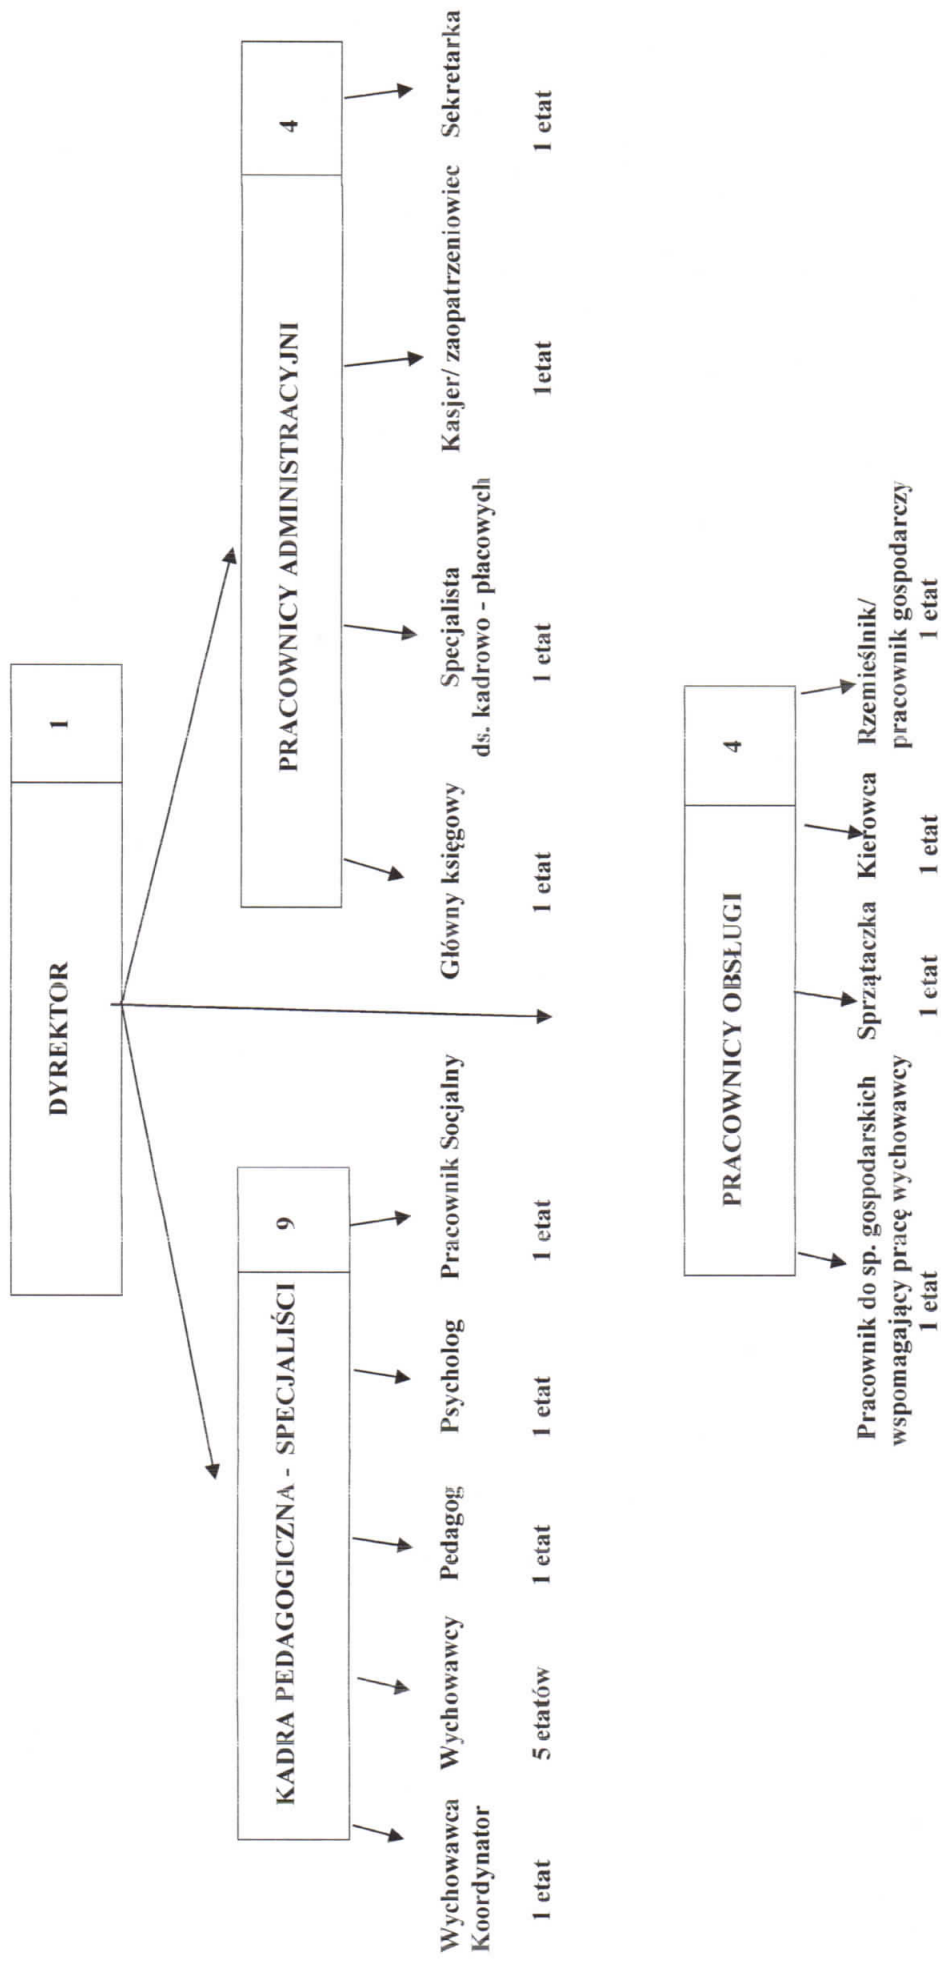 DYREKTOR
1
KADRA PEDAGOGICZNA - SPECJALIŚCI
9
PRACOWNICY ADMINISTRACYJNI
4
Wychowawca
Koordynator
1 etat
Wychowawcy
5 etatów
Pedagog
1 etat
Psycholog
1 etat
Pracownik Socjalny
1 etat
Główny księgowy
1 etat
Specjalista
ds. kadrowo - płacowych
1 etat
Kasjer/ zaopatrzeniowiec
1etat
Sekretarka
1 etat
PRACOWNICY OBSŁUGI
4
Pracownik do sp. gospodarskich
wspomagający pracę wychowawcy
1 etat
Sprzątaczka
1 etat
Kierowca
1 etat
Rzemieślnik/
pracownik gospodarczy
1 etat